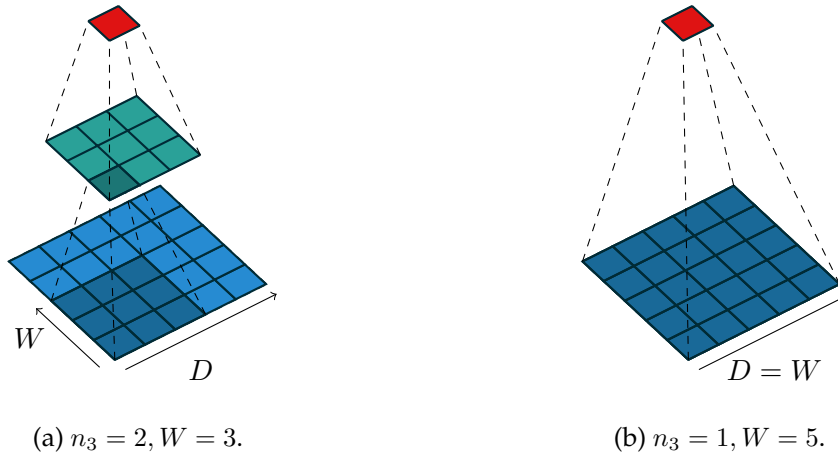 W
D
D = W
(a) n₃ = 2, W = 3.
(b) n₃ = 1, W = 5.